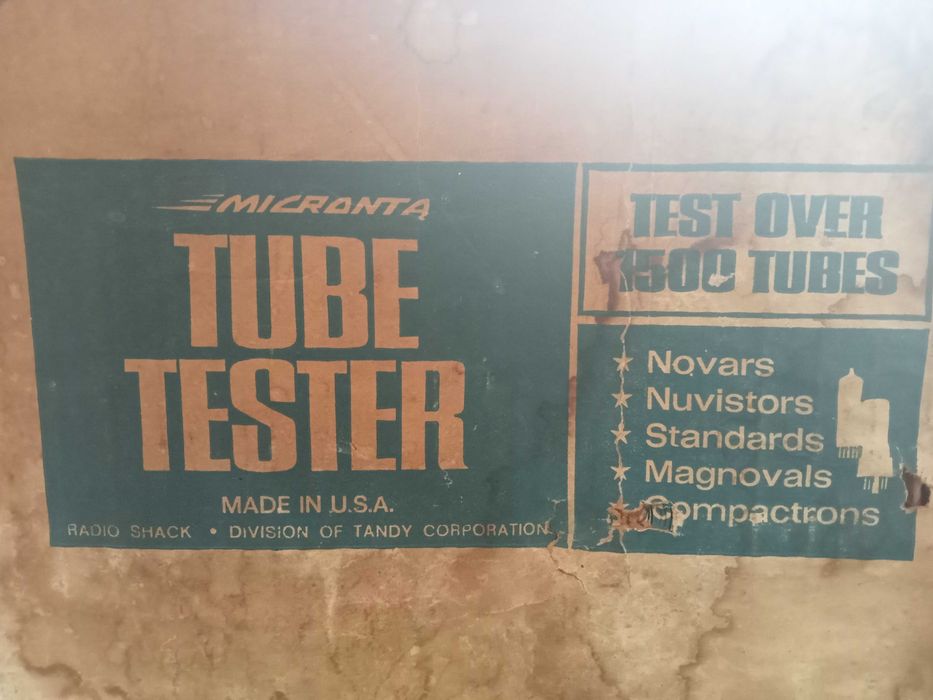 MICRONTA
TUBE
TESTER
MADE IN U.S.A.
RADIO SHACK • DIVISION OF TANDY CORPORATION
TEST OVER
1500 TUBES
★ Novars
★ Nuvistors
★ Standards
★ Magnovals
★ Compactrons